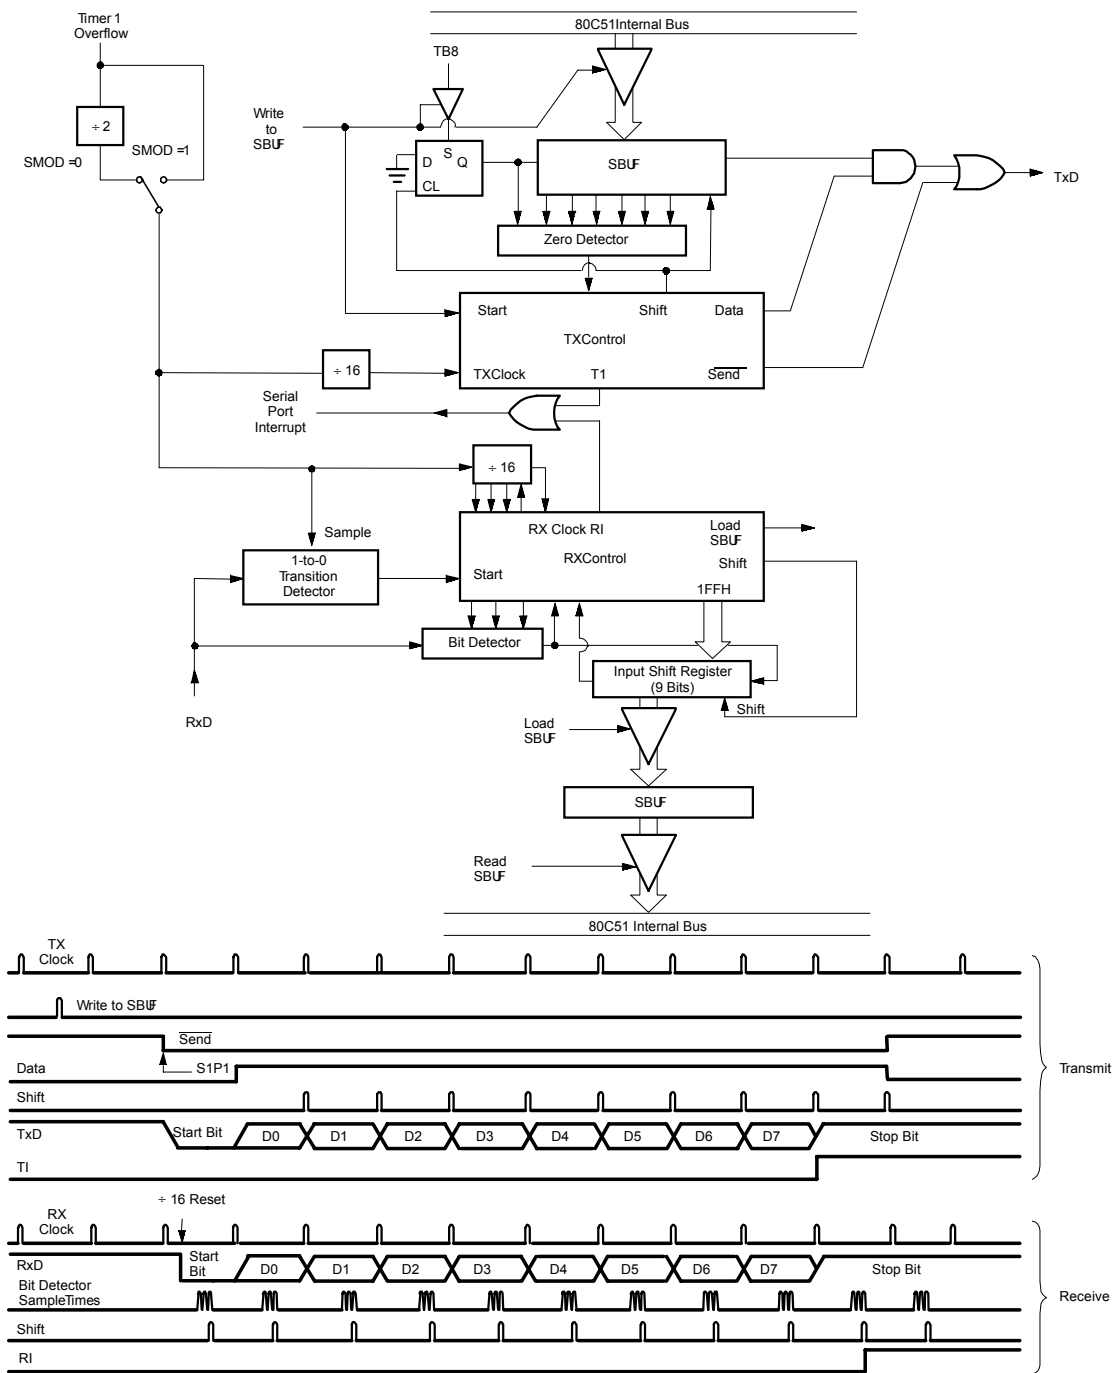 Timer 1
Overflow
80C51Internal Bus
TB8
÷ 2
Write
to
SBUF
SMOD =0
SMOD =1
S
D
Q
CL
SBUF
TxD
Zero Detector
Start
Shift
Data
TXControl
÷ 16
TXClock
T1
Send
Serial
Port
Interrupt
÷ 16
Sample
RX Clock RI
Load
SBUF
RXControl
Shift
1-to-0
Transition
Detector
Start
1FFH
Bit Detector
Input Shift Register
(9 Bits)
Shift
RxD
Load
SBUF
SBUF
Read
SBUF
80C51 Internal Bus
TX
Clock
Write to SBUF
Send
Data
S1P1
Transmit
Shift
TxD
Start Bit
D0
D1
D2
D3
D4
D5
D6
D7
Stop Bit
TI
÷ 16 Reset
RX
Clock
RxD
Start
Bit
D0
D1
D2
D3
D4
D5
D6
D7
Stop Bit
Bit Detector
SampleTimes
Receive
Shift
RI